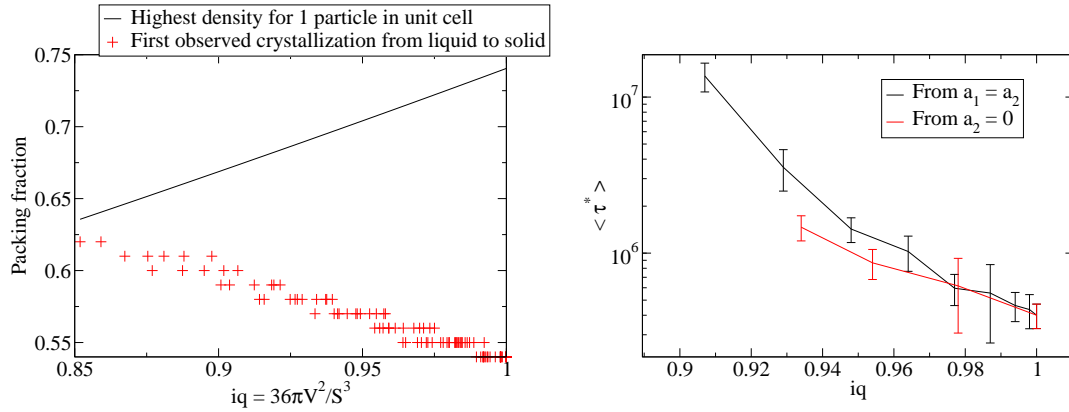 Highest density for 1 particle in unit cell
First observed crystallization from liquid to solid
0.75
0.7
0.65
0.6
0.55
Packing fraction
0.85
0.9
0.95
1
iq = 36πV²/S³
From a₁ = a₂
From a₂ = 0
10⁷
10⁶
< τ* >
0.9
0.92
0.94
0.96
0.98
1
iq